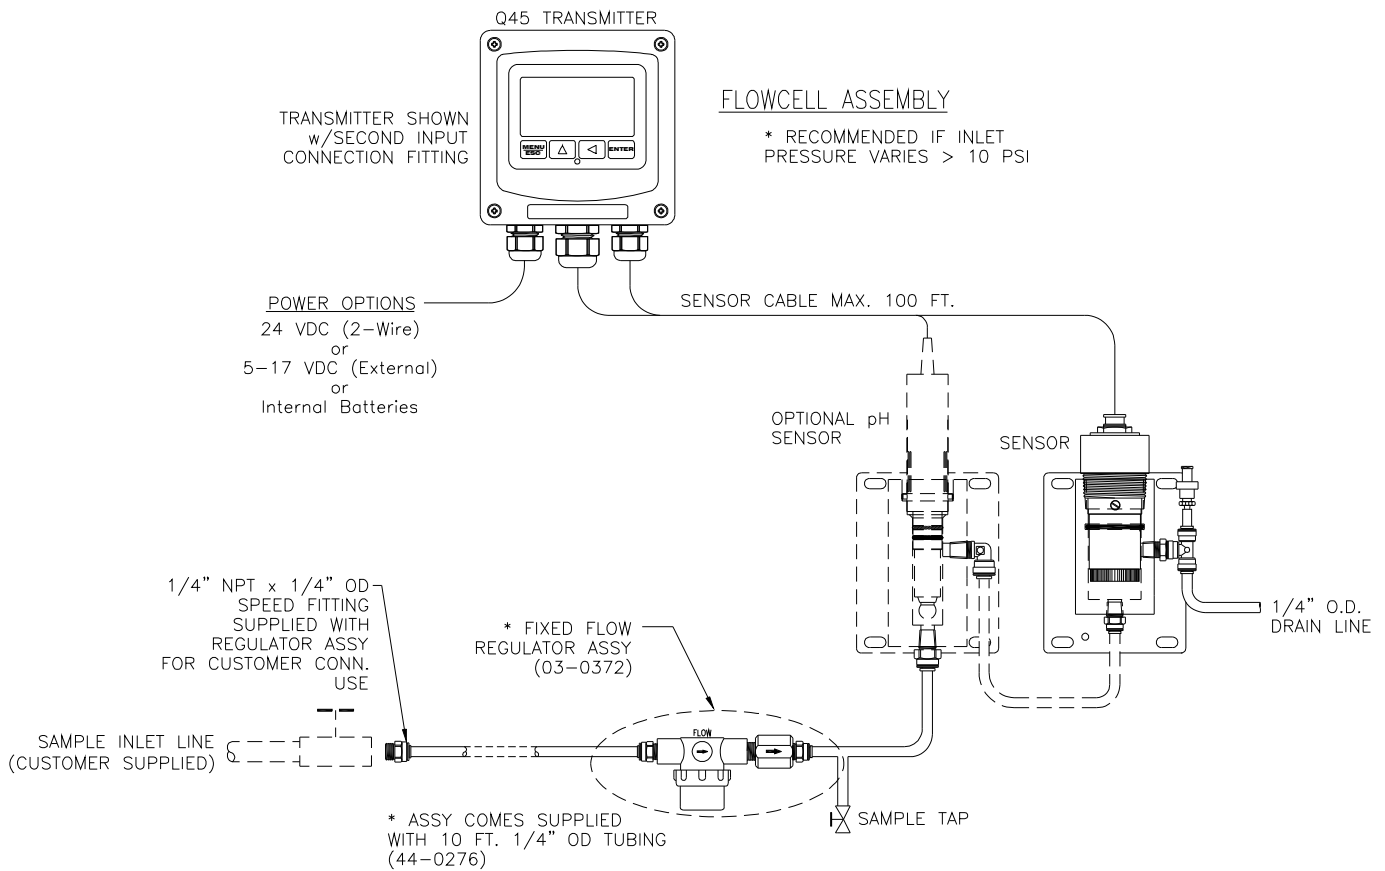 Q45 TRANSMITTER
TRANSMITTER SHOWN
w/SECOND INPUT
CONNECTION FITTING
MENU
ESC
ENTER
FLOWCELL ASSEMBLY
* RECOMMENDED IF INLET
PRESSURE VARIES > 10 PSI
POWER OPTIONS
24 VDC (2-Wire)
or
5-17 VDC (External)
or
Internal Batteries
SENSOR CABLE MAX. 100 FT.
OPTIONAL pH
SENSOR
SENSOR
1/4" O.D.
DRAIN LINE
1/4" NPT x 1/4" OD
SPEED FITTING
SUPPLIED WITH
REGULATOR ASSY
FOR CUSTOMER CONN.
USE
* FIXED FLOW
REGULATOR ASSY
(03-0372)
FLOW
SAMPLE INLET LINE
(CUSTOMER SUPPLIED)
* ASSY COMES SUPPLIED
WITH 10 FT. 1/4" OD TUBING
(44-0276)
SAMPLE TAP